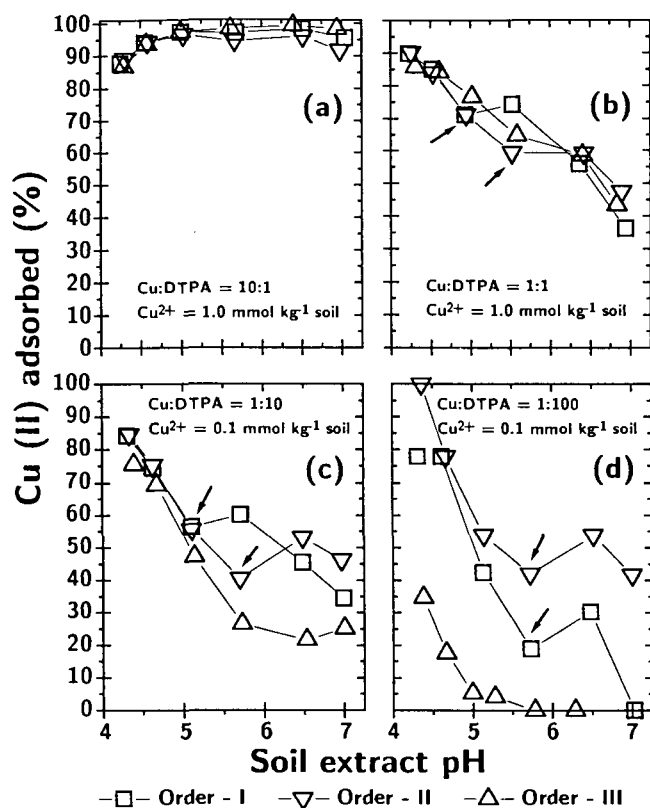 100
90
80
70
60
50
40
30
20
10
0
(a)
Cu:DTPA = 10:1
Cu²⁺ = 1.0 mmol kg⁻¹ soil
(b)
Cu:DTPA = 1:1
Cu²⁺ = 1.0 mmol kg⁻¹ soil
Cu (II) adsorbed (%)
100
90
80
70
60
50
40
30
20
10
0
Cu:DTPA = 1:10
Cu²⁺ = 0.1 mmol kg⁻¹ soil
(c)
Cu:DTPA = 1:100
Cu²⁺ = 0.1 mmol kg⁻¹ soil
(d)
4 5 6 7 4 5 6 7
Soil extract pH
Order - I Order - II Order - III